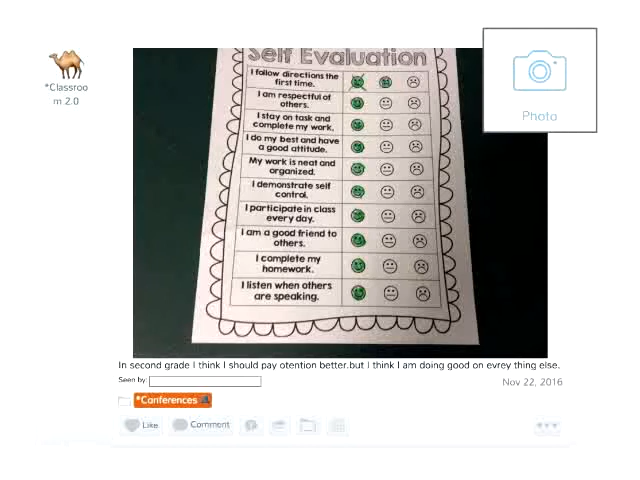 *Classroo
m 2.0
Photo
Self Evaluation
I follow directions the
first time.
I am respectful of
others.
I stay on task and
complete my work.
I do my best and have
a good attitude.
My work is neat and
organized.
I demonstrate self
control.
I participate in class
every day.
I am a good friend to
others.
I complete my
homework.
I listen when others
are speaking.
In second grade I think I should pay otention better.but I think I am doing good on evrey thing else.
Seen by:
Nov 22, 2016
*Conferences
Like
Comment